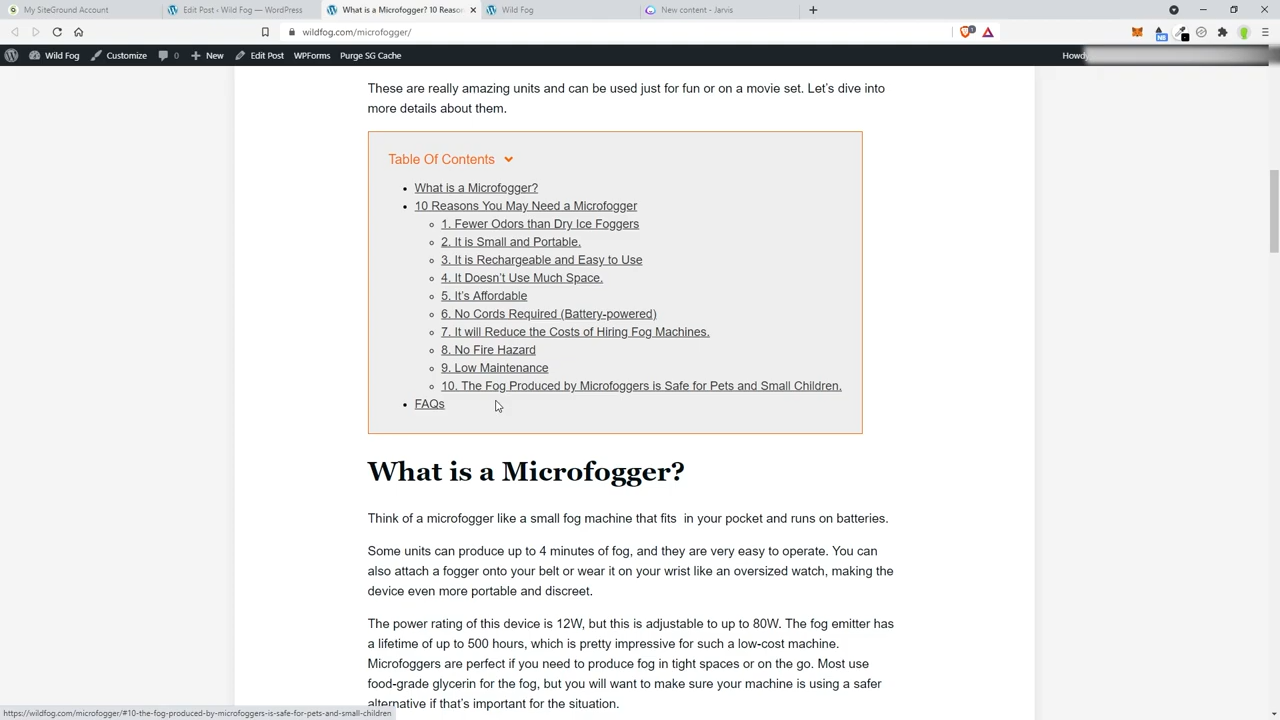 My SiteGround Account
Edit Post ‹ Wild Fog — WordPress
What is a Microfogger? 10 Reason
Wild Fog
New content - Jarvis
wildfog.com/microfogger/
Wild Fog
Customize
0
New
Edit Post
WPForms
Purge SG Cache
Howdy
These are really amazing units and can be used just for fun or on a movie set. Let’s dive into
more details about them.
Table Of Contents
What is a Microfogger?
10 Reasons You May Need a Microfogger
1. Fewer Odors than Dry Ice Foggers
2. It is Small and Portable.
3. It is Rechargeable and Easy to Use
4. It Doesn’t Use Much Space.
5. It’s Affordable
6. No Cords Required (Battery-powered)
7. It will Reduce the Costs of Hiring Fog Machines.
8. No Fire Hazard
9. Low Maintenance
10. The Fog Produced by Microfoggers is Safe for Pets and Small Children.
FAQs
What is a Microfogger?
Think of a microfogger like a small fog machine that fits  in your pocket and runs on batteries.
Some units can produce up to 4 minutes of fog, and they are very easy to operate. You can
also attach a fogger onto your belt or wear it on your wrist like an oversized watch, making the
device even more portable and discreet.
The power rating of this device is 12W, but this is adjustable to up to 80W. The fog emitter has
a lifetime of up to 500 hours, which is pretty impressive for such a low-cost machine.
Microfoggers are perfect if you need to produce fog in tight spaces or on the go. Most use
food-grade glycerin for the fog, but you will want to make sure your machine is using a safer
alternative if that’s important for the situation.
https://wildfog.com/microfogger/#10-the-fog-produced-by-microfoggers-is-safe-for-pets-and-small-children